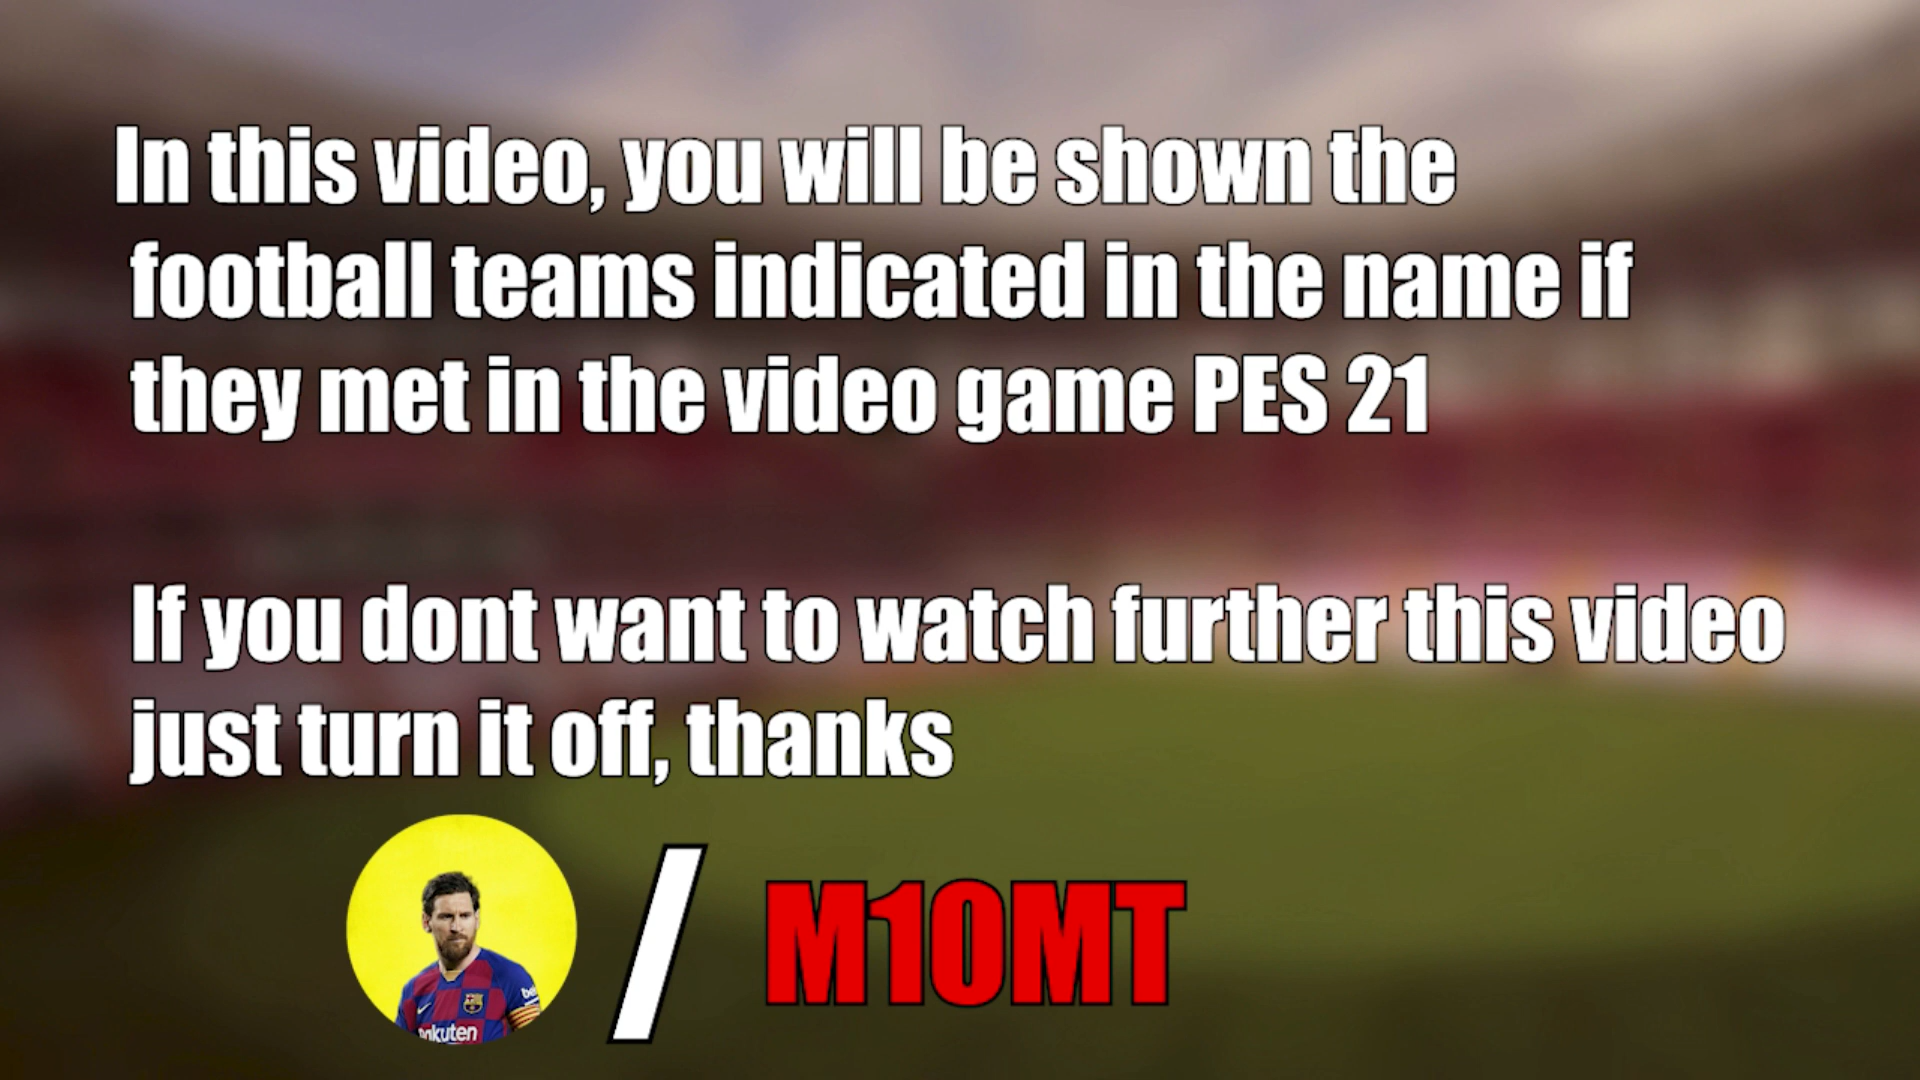 In this video, you will be shown the
football teams indicated in the name if
they met in the video game PES 21
If you dont want to watch further this video
just turn it off, thanks
/ M10MT
be
Rakuten